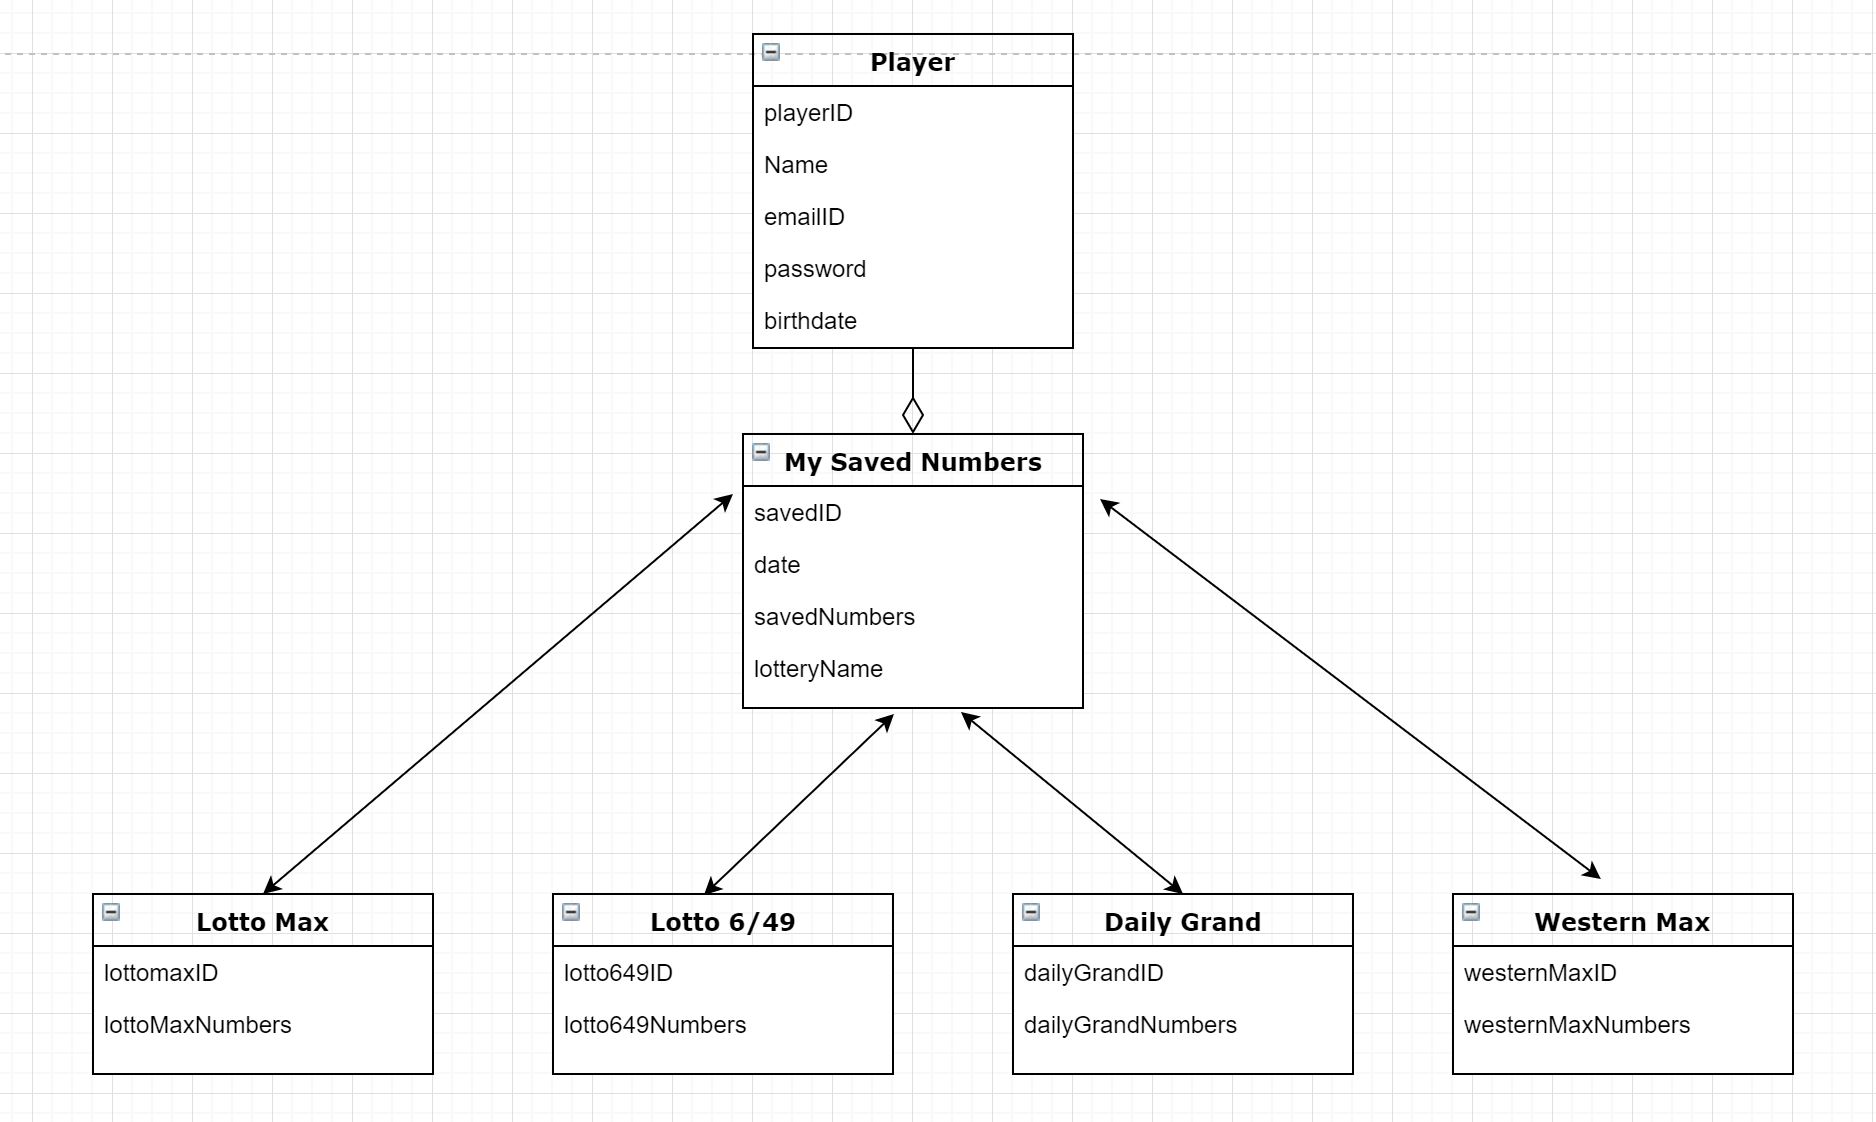 Player
playerID
Name
emailID
password
birthdate
My Saved Numbers
savedID
date
savedNumbers
lotteryName
Lotto Max
lottomaxID
lottoMaxNumbers
Lotto 6/49
lotto649ID
lotto649Numbers
Daily Grand
dailyGrandID
dailyGrandNumbers
Western Max
westernMaxID
westernMaxNumbers